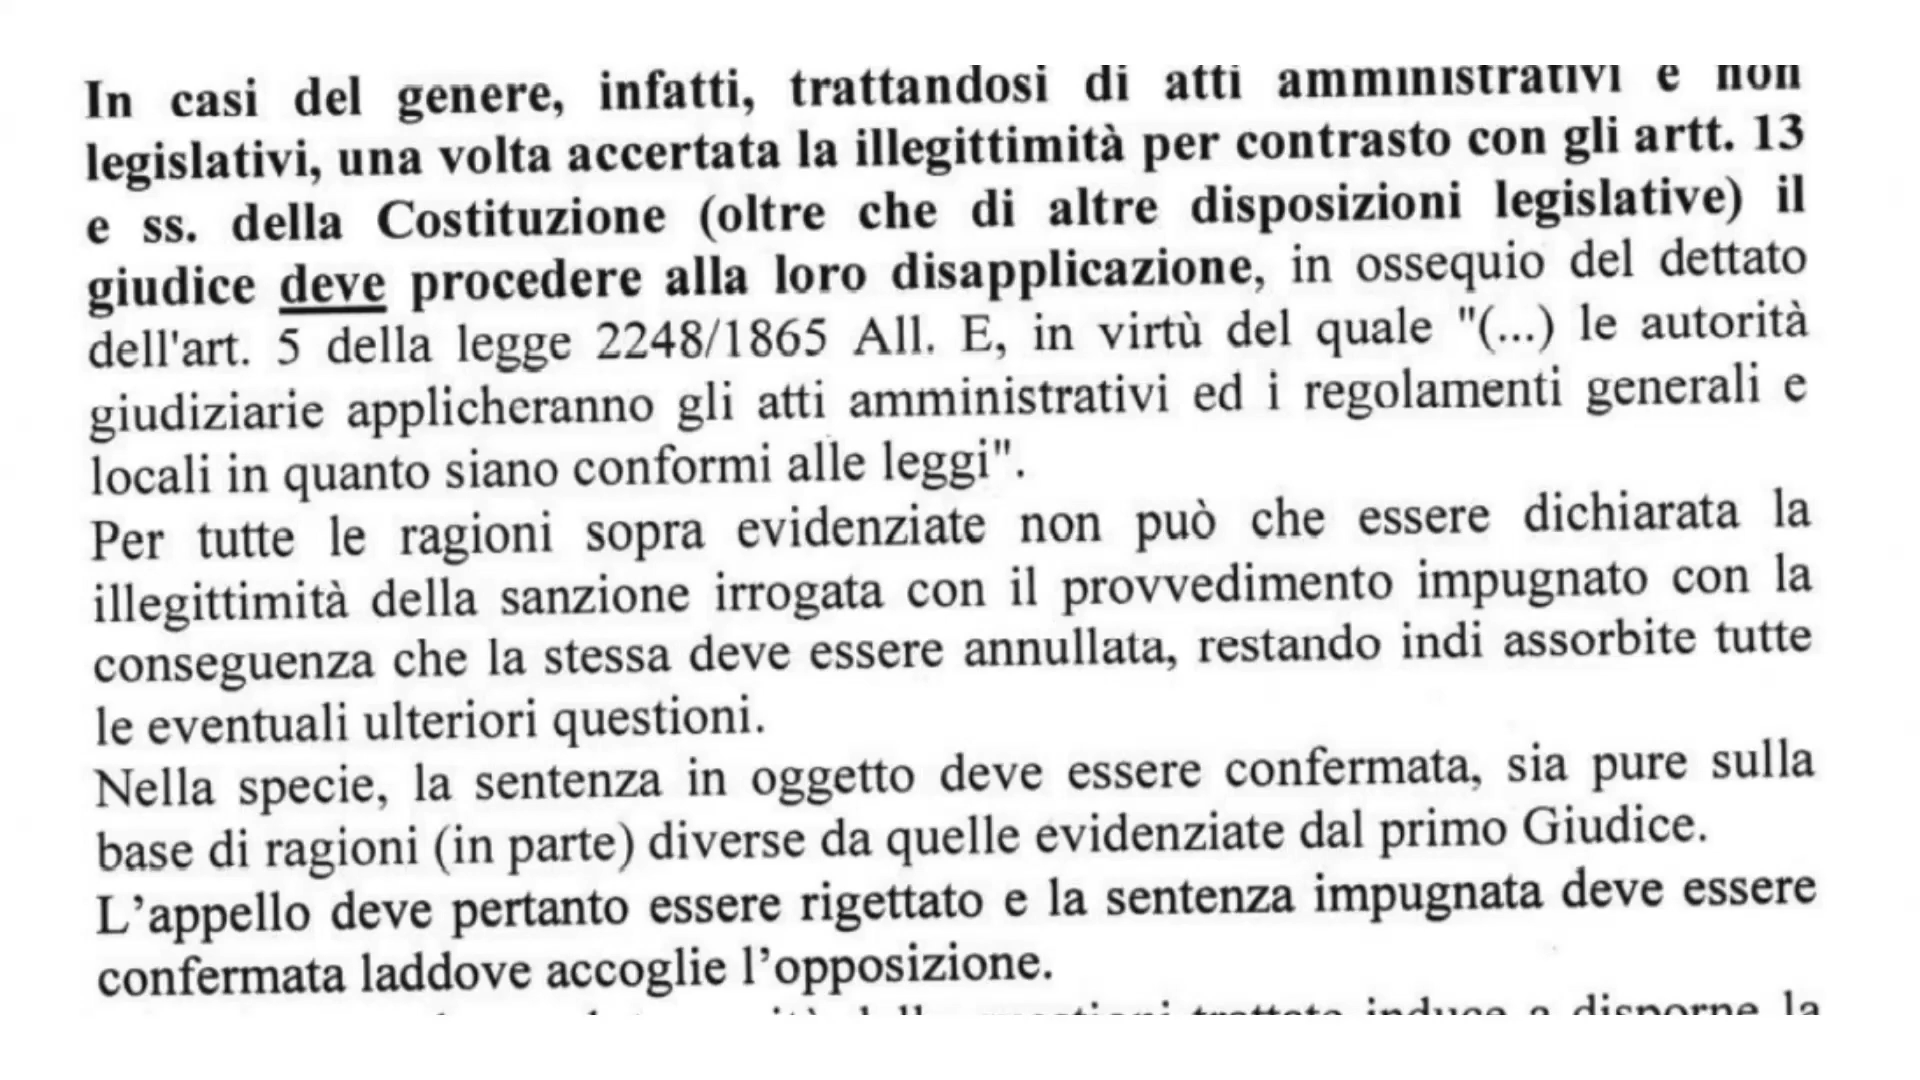 In casi del genere, infatti, trattandosi di atti amministrativi e non
legislativi, una volta accertata la illegittimità per contrasto con gli artt. 13
e ss. della Costituzione (oltre che di altre disposizioni legislative) il
giudice deve procedere alla loro disapplicazione, in ossequio del dettato
dell'art. 5 della legge 2248/1865 All. E, in virtù del quale "(...) le autorità
giudiziarie applicheranno gli atti amministrativi ed i regolamenti generali e
locali in quanto siano conformi alle leggi".
Per tutte le ragioni sopra evidenziate non può che essere dichiarata la
illegittimità della sanzione irrogata con il provvedimento impugnato con la
conseguenza che la stessa deve essere annullata, restando indi assorbite tutte
le eventuali ulteriori questioni.
Nella specie, la sentenza in oggetto deve essere confermata, sia pure sulla
base di ragioni (in parte) diverse da quelle evidenziate dal primo Giudice.
L’appello deve pertanto essere rigettato e la sentenza impugnata deve essere
confermata laddove accoglie l’opposizione.
questioni trattate induce a disporne la